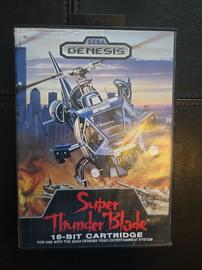 SEGA
GENESIS
Super
Thunder Blade
16-BIT CARTRIDGE
FOR USE WITH THE SEGA GENESIS VIDEO ENTERTAINMENT SYSTEM